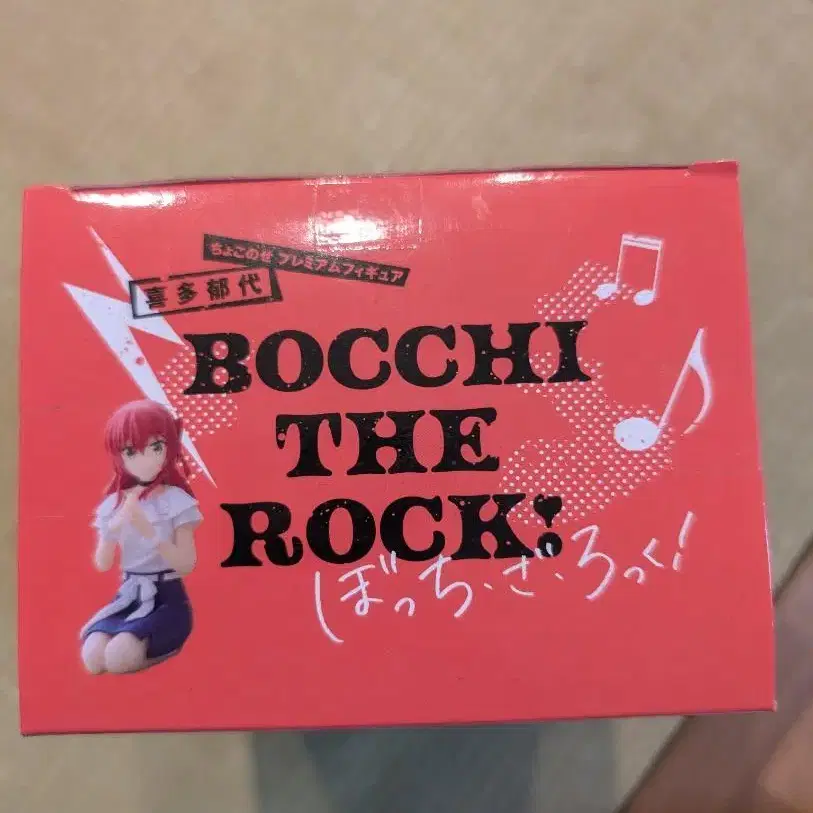 ちょこのせ プレミアムフィギュア
喜多郁代
BOCCHI
THE
ROCK!
ぼっち・ざ・ろっく!